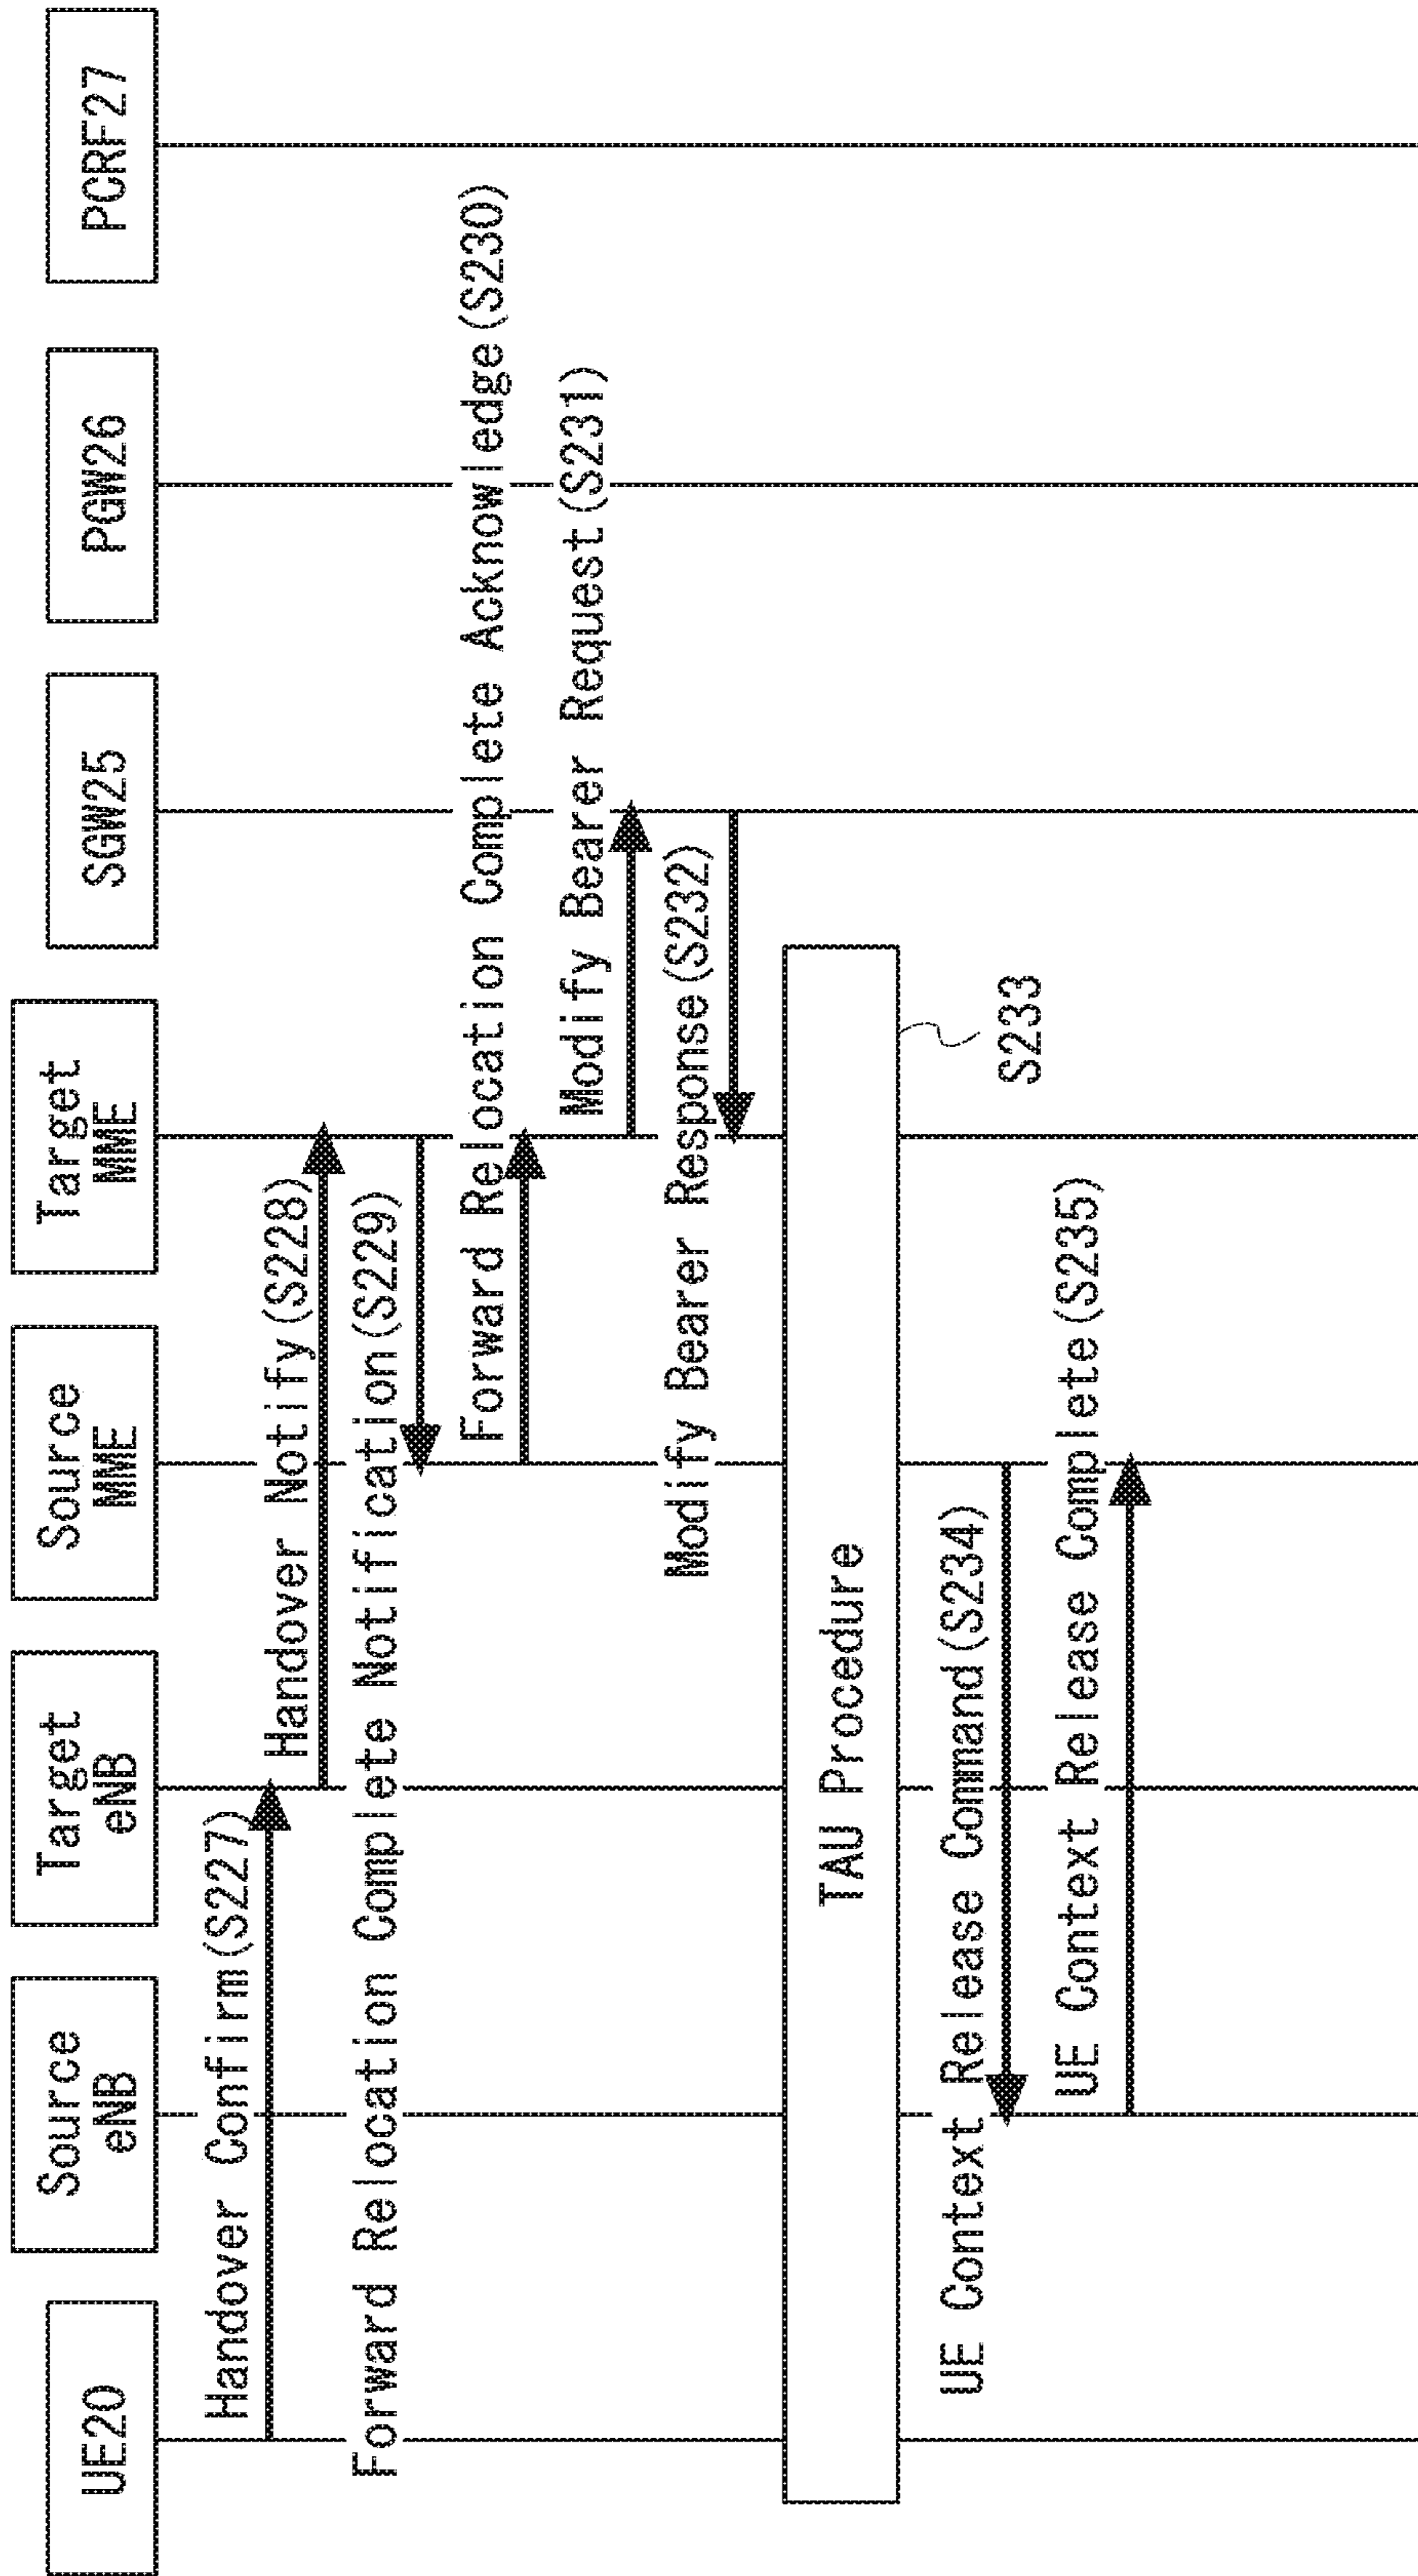 UE20
Source
eNB
Target
eNB
Source
MME
Target
MME
SGW25
PGW26
PCRF27
Handover Confirm(S227)
Handover Notify(S228)
Forward Relocation Complete Notification(S229)
Forward Relocation Complete Acknowledge(S230)
Modify Bearer Request(S231)
Modify Bearer Response(S232)
TAU Procedure
S233
UE Context Release Command(S234)
UE Context Release Complete(S235)